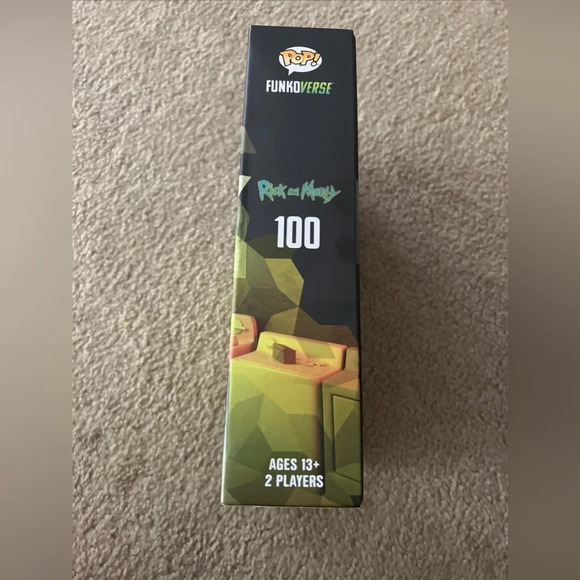 POP!
FUNKOVERSE
Rick and Morty
100
AGES 13+
2 PLAYERS